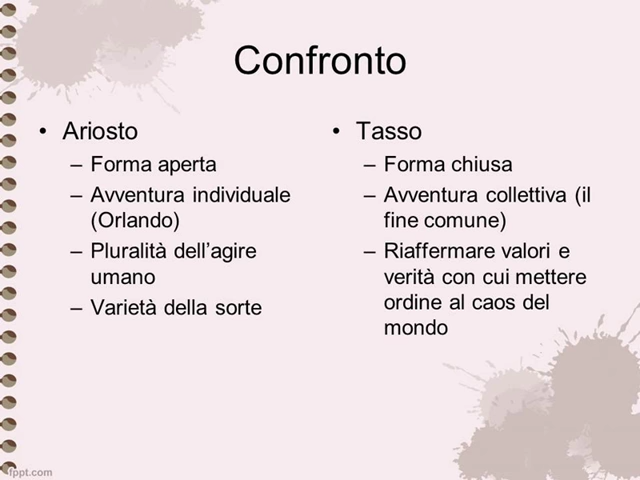 Confronto
• Ariosto
– Forma aperta
– Avventura individuale
(Orlando)
– Pluralità dell’agire
umano
– Varietà della sorte
• Tasso
– Forma chiusa
– Avventura collettiva (il
fine comune)
– Riaffermare valori e
verità con cui mettere
ordine al caos del
mondo
fppt.com